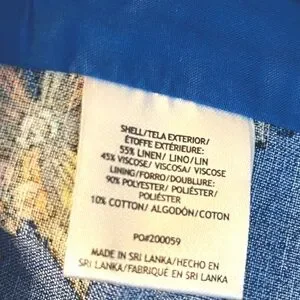 SHELL/TELA EXTERIOR/
ÉTOFFE EXTÉRIEURE:
55% LINEN/ LINO/LIN
45% VISCOSE/ VISCOSA/ VISCOSE
LINING/FORRO/DOUBLURE:
90% POLYESTER/ POLIÉSTER/
POLIÉSTER
10% COTTON/ ALGODÓN/COTON
PO#200059
MADE IN SRI LANKA/HECHO EN
SRI LANKA/FABRIQUÉ EN SRI LANKA